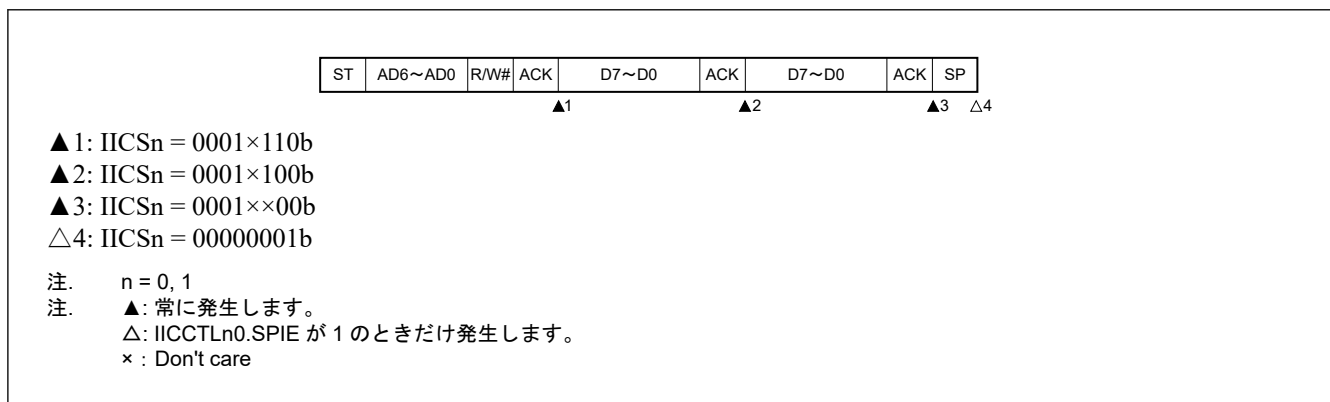 ST AD6～AD0 R/W# ACK D7～D0 ACK D7～D0 ACK SP
▲1 ▲2 ▲3 △4
▲1: IICSn = 0001×110b
▲2: IICSn = 0001×100b
▲3: IICSn = 0001××00b
△4: IICSn = 00000001b
注. n = 0, 1
注. ▲: 常に発生します。
△: IICCTLn0.SPIE が 1 のときだけ発生します。
×：Don't care